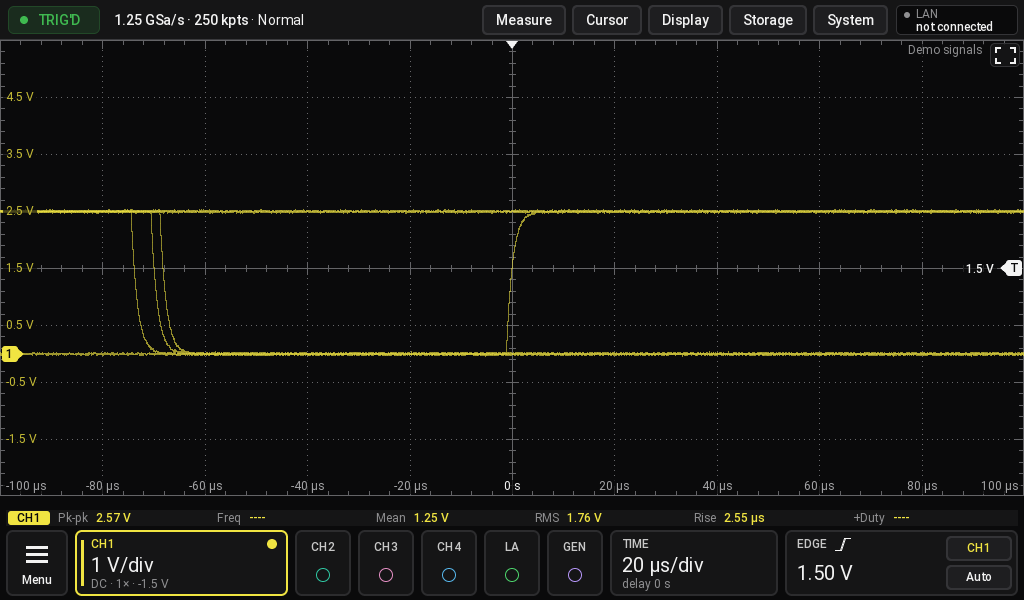 TRIG'D 1.25 GSa/s · 250 kpts · Normal Measure Cursor Display Storage System LAN
not connected
Demo signals
4.5 V
3.5 V
2.5 V
1.5 V 1.5 V T
0.5 V
1
-0.5 V
-1.5 V
-100 µs -80 µs -60 µs -40 µs -20 µs 0 s 20 µs 40 µs 60 µs 80 µs 100 µs
CH1 Pk-pk 2.57 V Freq ---- Mean 1.25 V RMS 1.76 V Rise 2.55 µs +Duty ----
Menu
CH1
1 V/div
DC · 1× · -1.5 V
CH2 CH3 CH4 LA GEN
TIME
20 µs/div
delay 0 s
EDGE
1.50 V
CH1
Auto